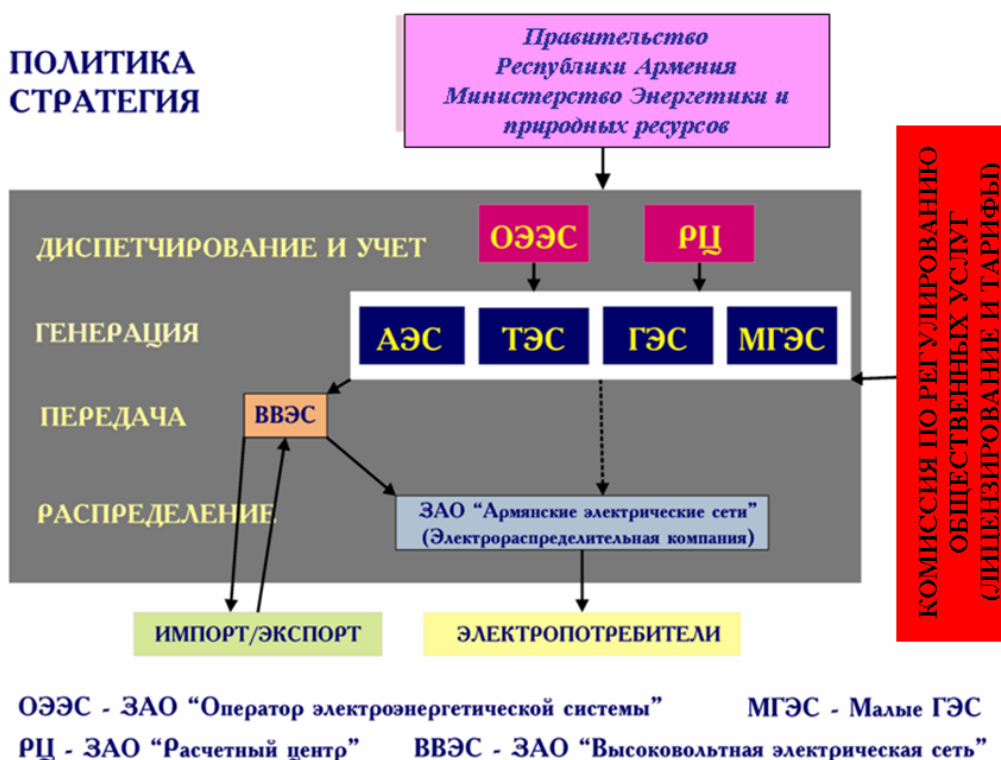 ПОЛИТИКА
СТРАТЕГИЯ
Правительство
Республики Армения
Министерство Энергетики и
природных ресурсов
КОМИССИЯ ПО РЕГУЛИРОВАНИЮ
ОБЩЕСТВЕННЫХ УСЛУГ
(ЛИЦЕНЗИРОВАНИЕ И ТАРИФЫ)
ДИСПЕТЧИРОВАНИЕ И УЧЕТ
ОЭЭС
РЦ
ГЕНЕРАЦИЯ
АЭС
ТЭС
ГЭС
МГЭС
ПЕРЕДАЧА
ВВЭС
РАСПРЕДЕЛЕНИЕ
ЗАО “Армянские электрические сети”
(Электрораспределительная компания)
ИМПОРТ/ЭКСПОРТ
ЭЛЕКТРОПОТРЕБИТЕЛИ
ОЭЭС - ЗАО “Оператор электроэнергетической системы”
МГЭС - Малые ГЭС
РЦ - ЗАО “Расчетный центр”
ВВЭС - ЗАО “Высоковольтная электрическая сеть”